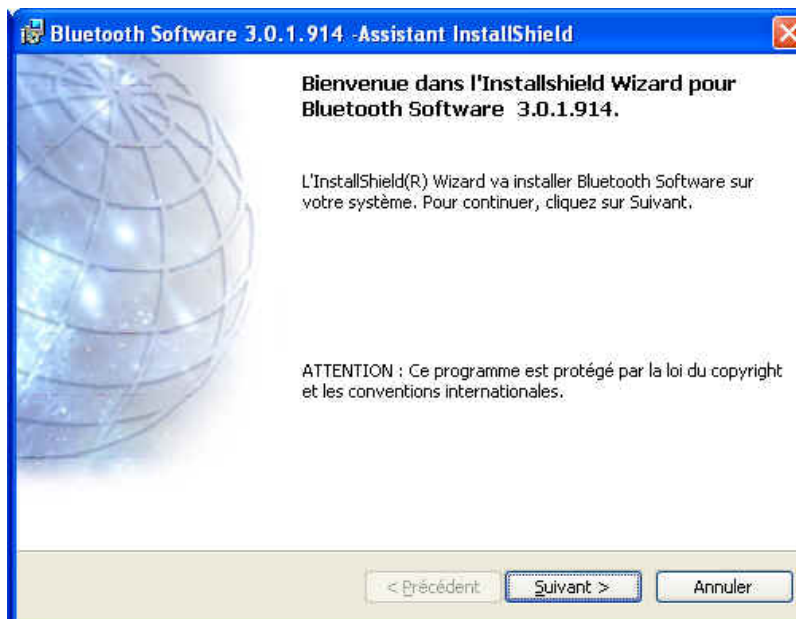 Bluetooth Software 3.0.1.914 -Assistant InstallShield
Bienvenue dans l'Installshield Wizard pour
Bluetooth Software  3.0.1.914.
L'InstallShield(R) Wizard va installer Bluetooth Software sur
votre système. Pour continuer, cliquez sur Suivant.
ATTENTION : Ce programme est protégé par la loi du copyright
et les conventions internationales.
< Précédent
Suivant >
Annuler